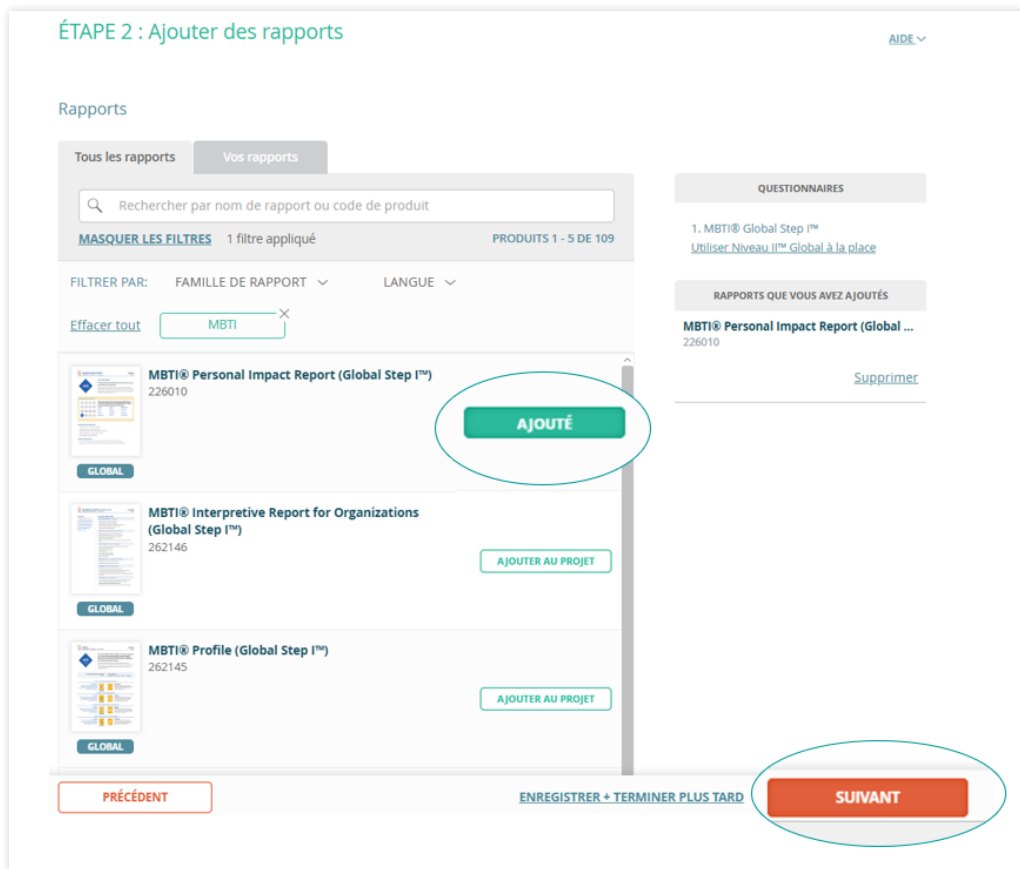 ÉTAPE 2 : Ajouter des rapports
AIDE
Rapports
Tous les rapports
Vos rapports
Rechercher par nom de rapport ou code de produit
MASQUER LES FILTRES 1 filtre appliqué
PRODUITS 1 - 5 DE 109
FILTRER PAR: FAMILLE DE RAPPORT LANGUE
Effacer tout
MBTI
MBTI® Personal Impact Report (Global Step I™)
226010
AJOUTÉ
GLOBAL
MBTI® Interpretive Report for Organizations
(Global Step I™)
262146
AJOUTER AU PROJET
GLOBAL
MBTI® Profile (Global Step I™)
262145
AJOUTER AU PROJET
GLOBAL
QUESTIONNAIRES
1. MBTI® Global Step I™
Utiliser Niveau II™ Global à la place
RAPPORTS QUE VOUS AVEZ AJOUTÉS
MBTI® Personal Impact Report (Global ...
226010
Supprimer
PRÉCÉDENT
ENREGISTRER + TERMINER PLUS TARD
SUIVANT